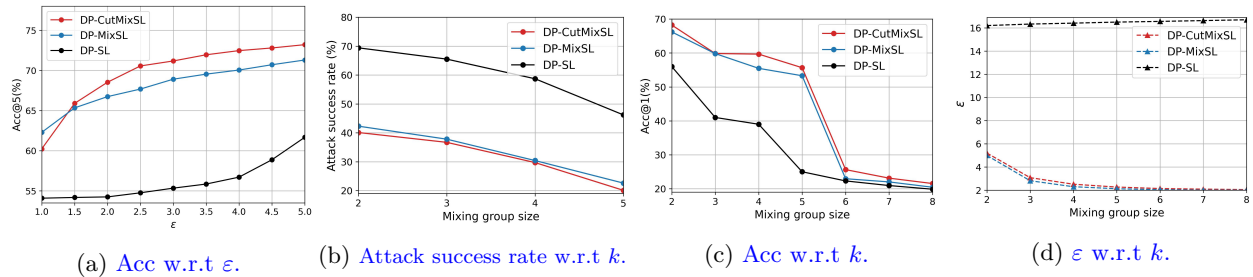 DP-CutMixSL
DP-MixSL
DP-SL
Acc@5(%)
75
70
65
60
55
1.0 1.5 2.0 2.5 3.0 3.5 4.0 4.5 5.0
ε
(a) Acc w.r.t ε.
DP-CutMixSL
DP-MixSL
DP-SL
Attack success rate (%)
80
70
60
50
40
30
20
2 3 4 5
Mixing group size
(b) Attack success rate w.r.t k.
DP-CutMixSL
DP-MixSL
DP-SL
Acc@1(%)
70
60
50
40
30
20
2 3 4 5 6 7 8
Mixing group size
(c) Acc w.r.t k.
DP-CutMixSL
DP-MixSL
DP-SL
ε
16
14
12
10
8
6
4
2
2 3 4 5 6 7 8
Mixing group size
(d) ε w.r.t k.